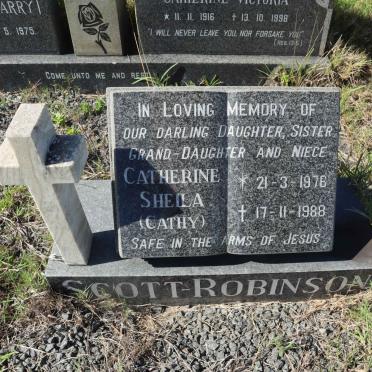 ARRY)
5. 1975.
CATHERINE VICTORIA
* 11. 11. 1916 † 13. 10. 1998
"I WILL NEVER LEAVE YOU NOR FORSAKE YOU"
COME UNTO ME AND RE
IN LOVING MEMORY OF
OUR DARLING DAUGHTER, SISTER
GRAND-DAUGHTER AND NIECE
CATHERINE * 21-3-1976
SHEILA
(CATHY) † 17-11-1988
SAFE IN THE ARMS OF JESUS
SCOTT-ROBINSON